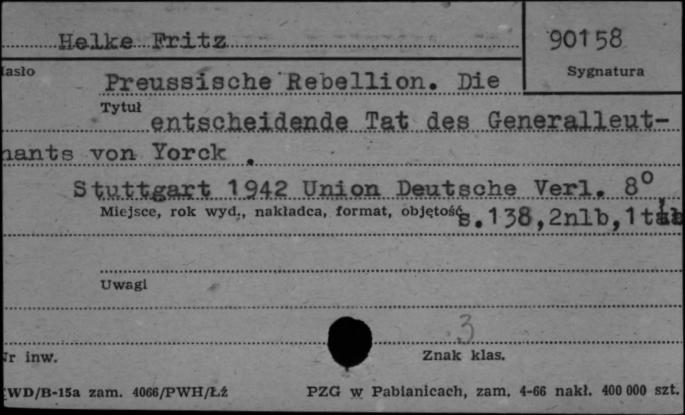 Helke Fritz
90158
asło
Sygnatura
Preussische Rebellion. Die
Tytuł
entscheidende Tat des Generalleut-
nants von Yorck .
Stuttgart 1942 Union Deutsche Verl. 8°
Miejsce, rok wyd., nakładca, format, objętość
s.138,2nlb,1
Uwagi
3
Nr inw.
Znak klas.
WD/B-15a zam. 4066/PWH/Łż
PZG w Pabianicach, zam. 4-66 nakł. 400 000 szt.